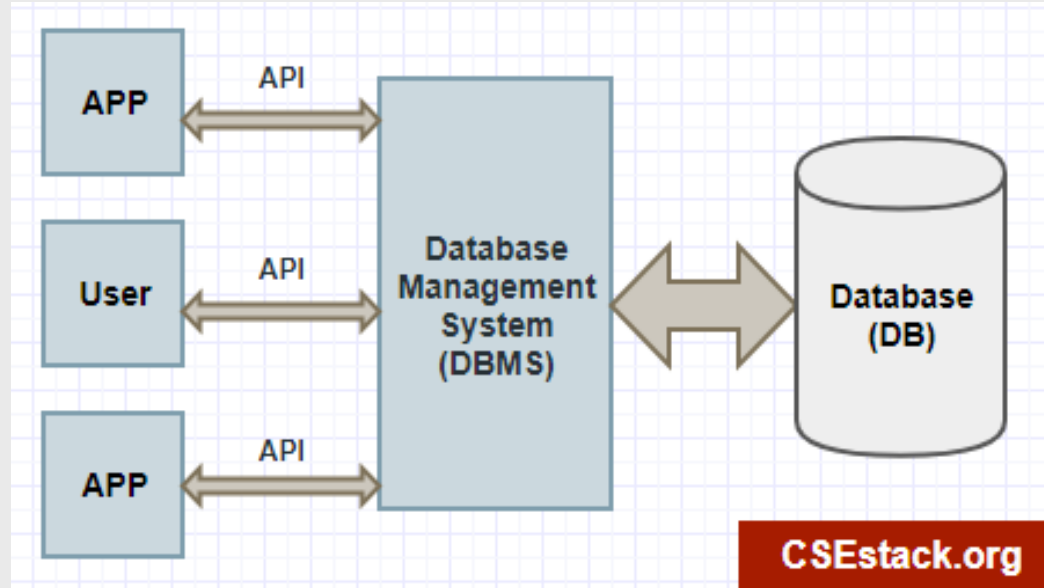 APP
API
User
API
APP
API
Database
Management
System
(DBMS)
Database
(DB)
CSEstack.org